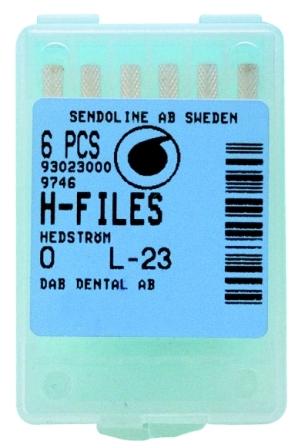 SENDOLINE AB SWEDEN
6 PCS
93023000
9746
H-FILES
HEDSTRÖM
0 L-23
DAB DENTAL AB